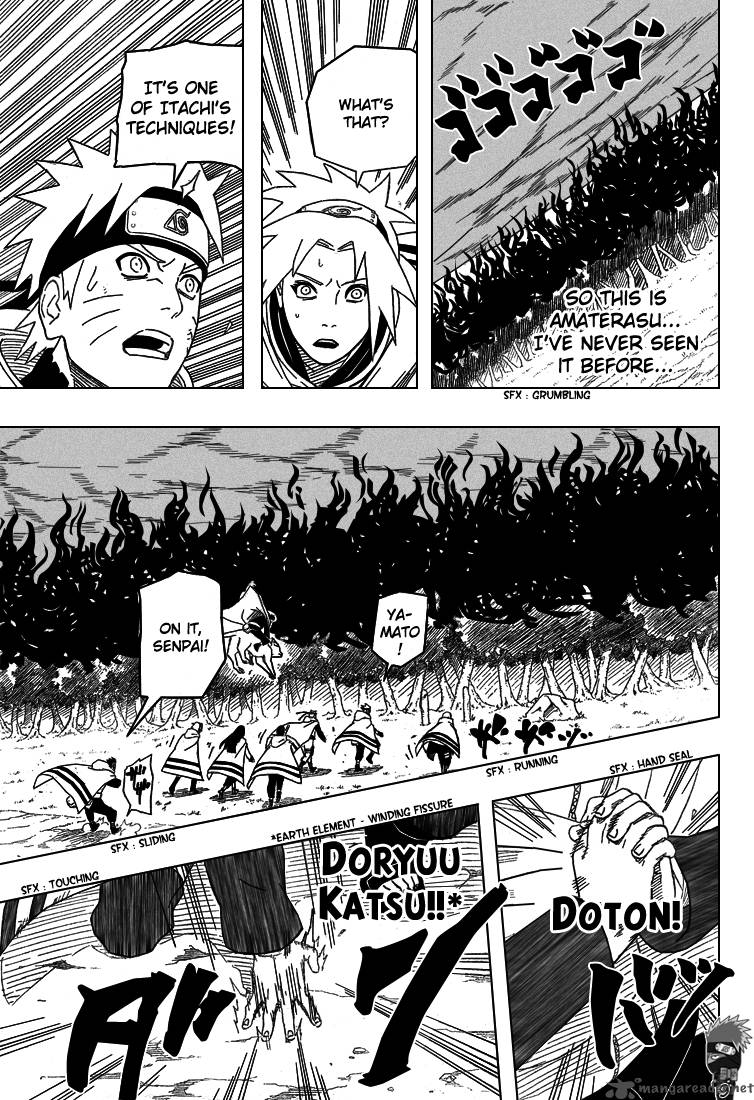 ゴゴゴゴゴ
SO THIS IS
AMATERASU...
I'VE NEVER SEEN
IT BEFORE...
SFX : GRUMBLING
WHAT'S
THAT?
IT'S ONE
OF ITACHI'S
TECHNIQUES!
YA-
MATO
!
ON IT,
SENPAI!
SFX : RUNNING
SFX : SLIDING
SFX : HAND SEAL
DOTON!
*EARTH ELEMENT - WINDING FISSURE
DORYUU
KATSU!!*
SFX : TOUCHING
ダッ
mangareader.net